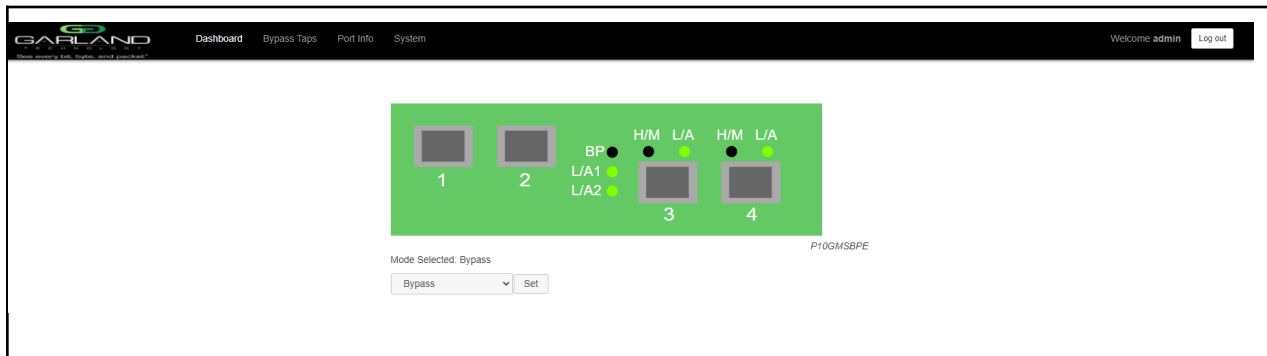 GARLAND
TECHNOLOGY
See every bit, byte, and packet®
Dashboard Bypass Taps Port Info System
Welcome admin Log out
H/M L/A H/M L/A
BP
L/A1
L/A2
1 2
3 4
P10GMSBPE
Mode Selected: Bypass
Bypass Set